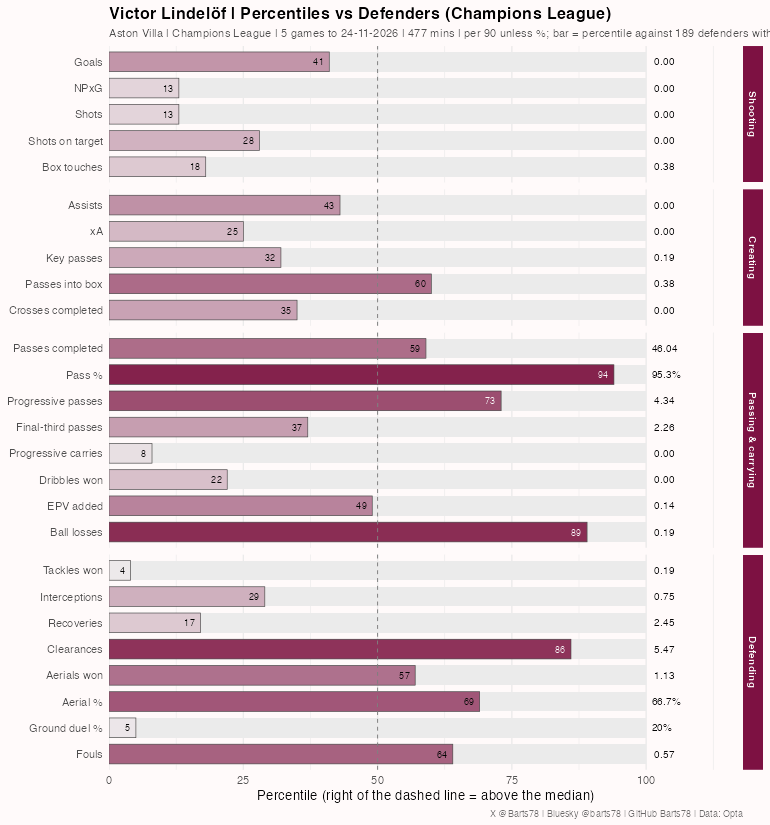 Victor Lindelöf | Percentiles vs Defenders (Champions League)
Aston Villa | Champions League | 5 games to 24-11-2026 | 477 mins | per 90 unless %; bar = percentile against 189 defenders with
Goals 41 0.00
NPxG 13 0.00
Shots 13 0.00
Shots on target 28 0.00
Box touches 18 0.38
Shooting
Assists 43 0.00
xA 25 0.00
Key passes 32 0.19
Passes into box 60 0.38
Crosses completed 35 0.00
Creating
Passes completed 59 46.04
Pass % 94 95.3%
Progressive passes 73 4.34
Final-third passes 37 2.26
Progressive carries 8 0.00
Dribbles won 22 0.00
EPV added 49 0.14
Ball losses 89 0.19
Passing & carrying
Tackles won 4 0.19
Interceptions 29 0.75
Recoveries 17 2.45
Clearances 86 5.47
Aerials won 57 1.13
Aerial % 69 66.7%
Ground duel % 5 20%
Fouls 64 0.57
Defending
0 25 50 75 100
Percentile (right of the dashed line = above the median)
X @Barts78 | Bluesky @barts78 | GitHub Barts78 | Data: Opta